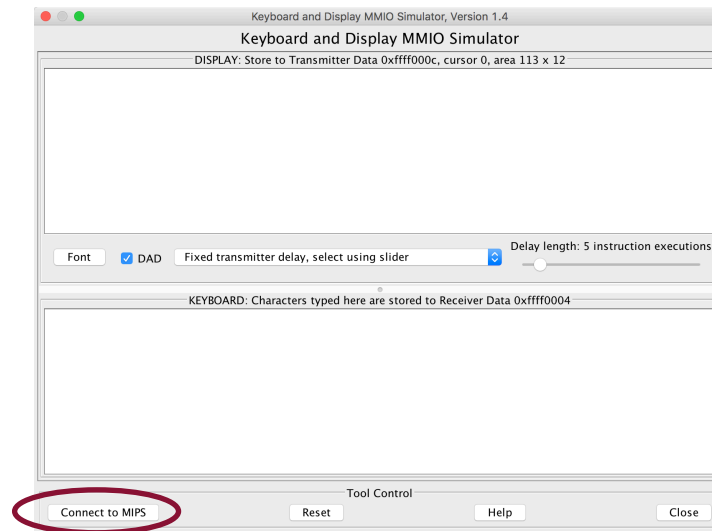 Keyboard and Display MMIO Simulator, Version 1.4
Keyboard and Display MMIO Simulator
DISPLAY: Store to Transmitter Data 0xffff000c, cursor 0, area 113 x 12
Font DAD Fixed transmitter delay, select using slider Delay length: 5 instruction executions
KEYBOARD: Characters typed here are stored to Receiver Data 0xffff0004
Tool Control
Connect to MIPS Reset Help Close